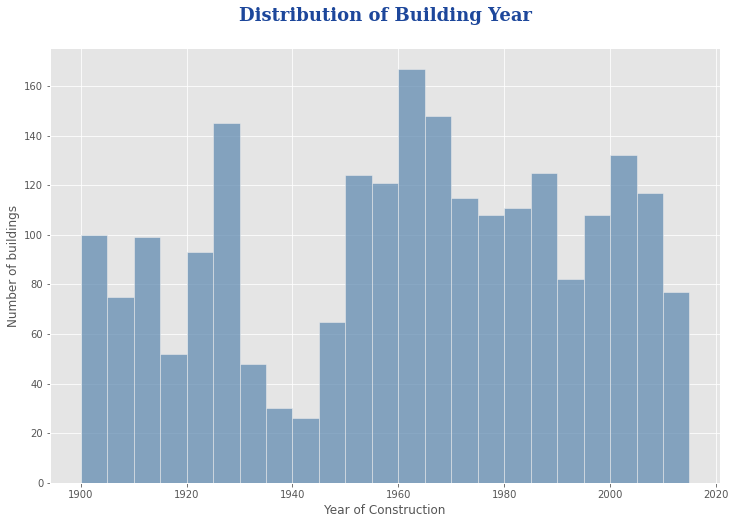 Distribution of Building Year
Number of buildings
160
140
120
100
80
60
40
20
0
1900 1920 1940 1960 1980 2000 2020
Year of Construction